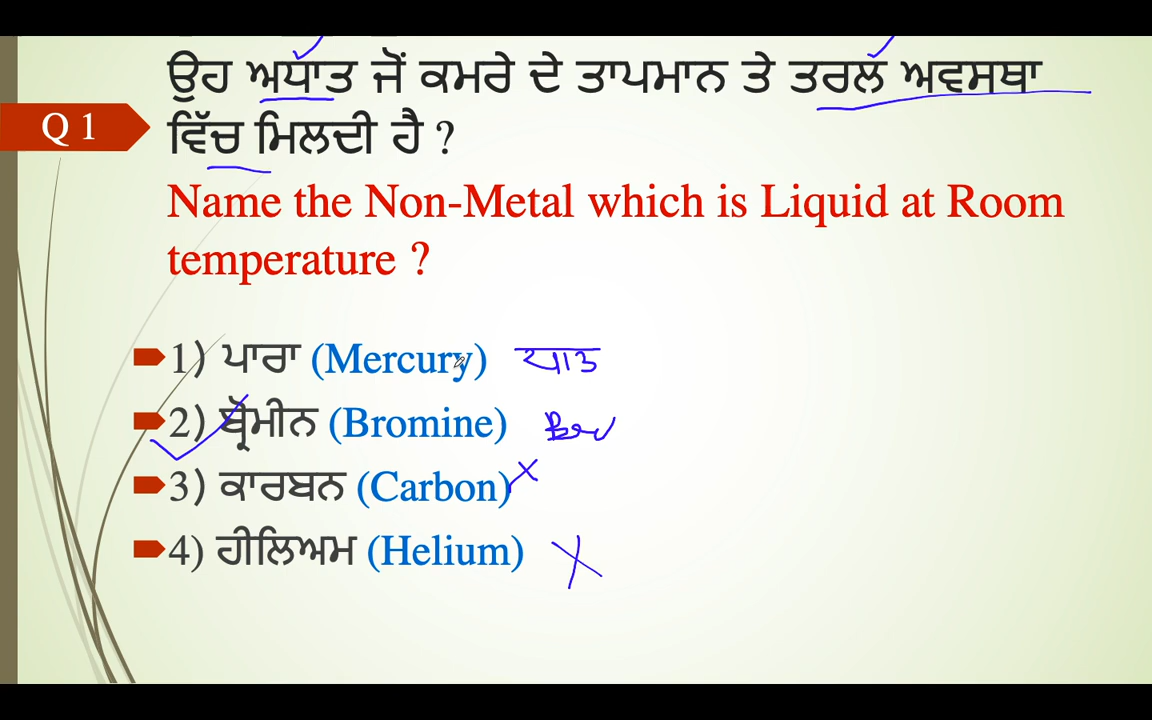 ਉਹ ਅਧਾਤ ਜੋਂ ਕਮਰੇ ਦੇ ਤਾਪਮਾਨ ਤੇ ਤਰਲ ਅਵਸਥਾ
Q 1
ਵਿੱਚ ਮਿਲਦੀ ਹੈ ?
Name the Non-Metal which is Liquid at Room
temperature ?
1) ਪਾਰਾ (Mercury)
2) ਬ੍ਰੋਮੀਨ (Bromine)
3) ਕਾਰਬਨ (Carbon)
4) ਹੀਲਿਅਮ (Helium)